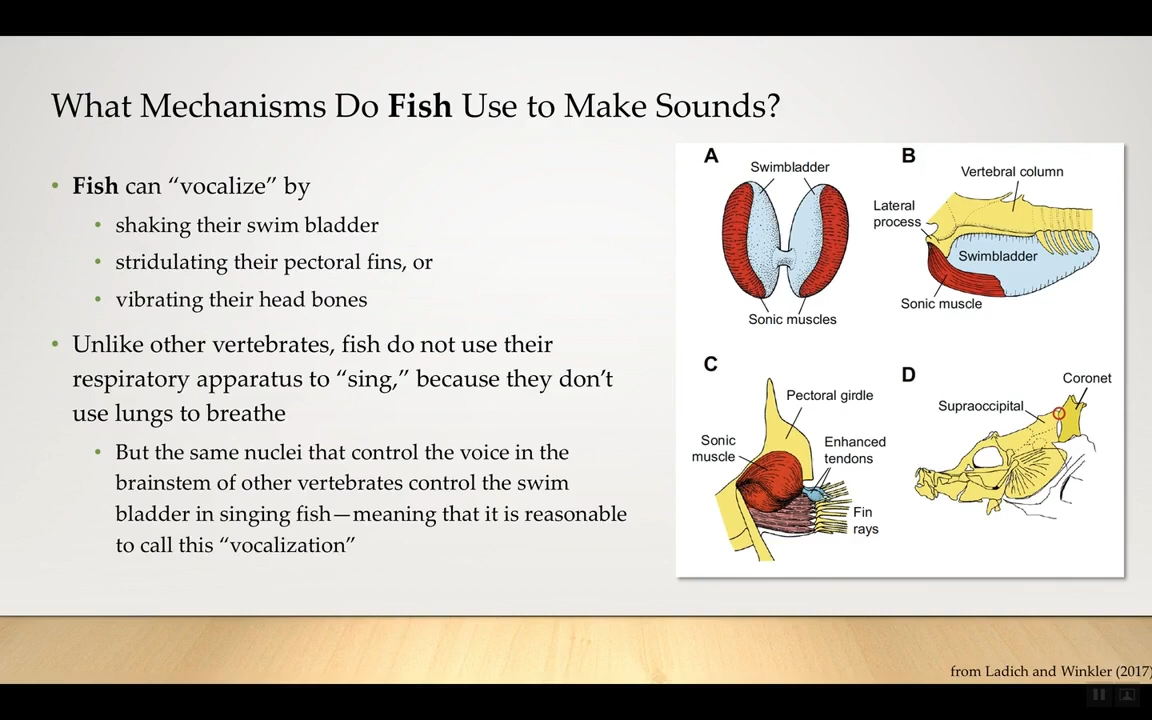 What Mechanisms Do Fish Use to Make Sounds?
• Fish can “vocalize” by
• shaking their swim bladder
• stridulating their pectoral fins, or
• vibrating their head bones
• Unlike other vertebrates, fish do not use their
respiratory apparatus to “sing,” because they don’t
use lungs to breathe
• But the same nuclei that control the voice in the
brainstem of other vertebrates control the swim
bladder in singing fish—meaning that it is reasonable
to call this “vocalization”
A
Swimbladder
Sonic muscles
B
Vertebral column
Lateral
process
Swimbladder
Sonic muscle
C
Pectoral girdle
Sonic
muscle
Enhanced
tendons
Fin
rays
D
Coronet
Supraoccipital
from Ladich and Winkler (2017)